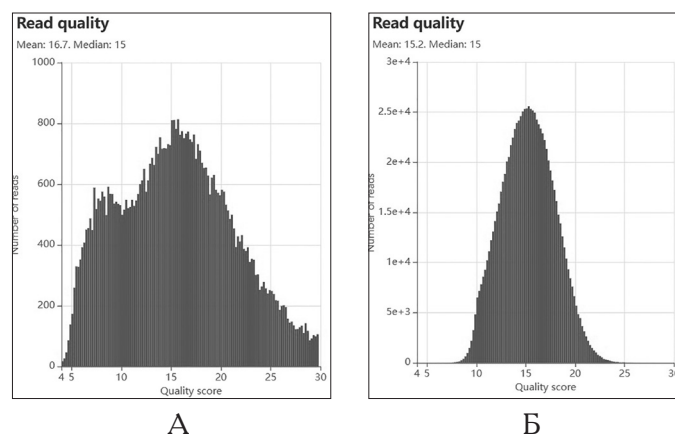 Read quality
Mean: 16.7. Median: 15
1000
800
600
400
200
0
Number of reads
4 5 10 15 20 25 30
Quality score
А
Read quality
Mean: 15.2. Median: 15
3e+4
2.5e+4
2e+4
1.5e+4
1e+4
5e+3
0
Number of reads
4 5 10 15 20 25 30
Quality score
Б